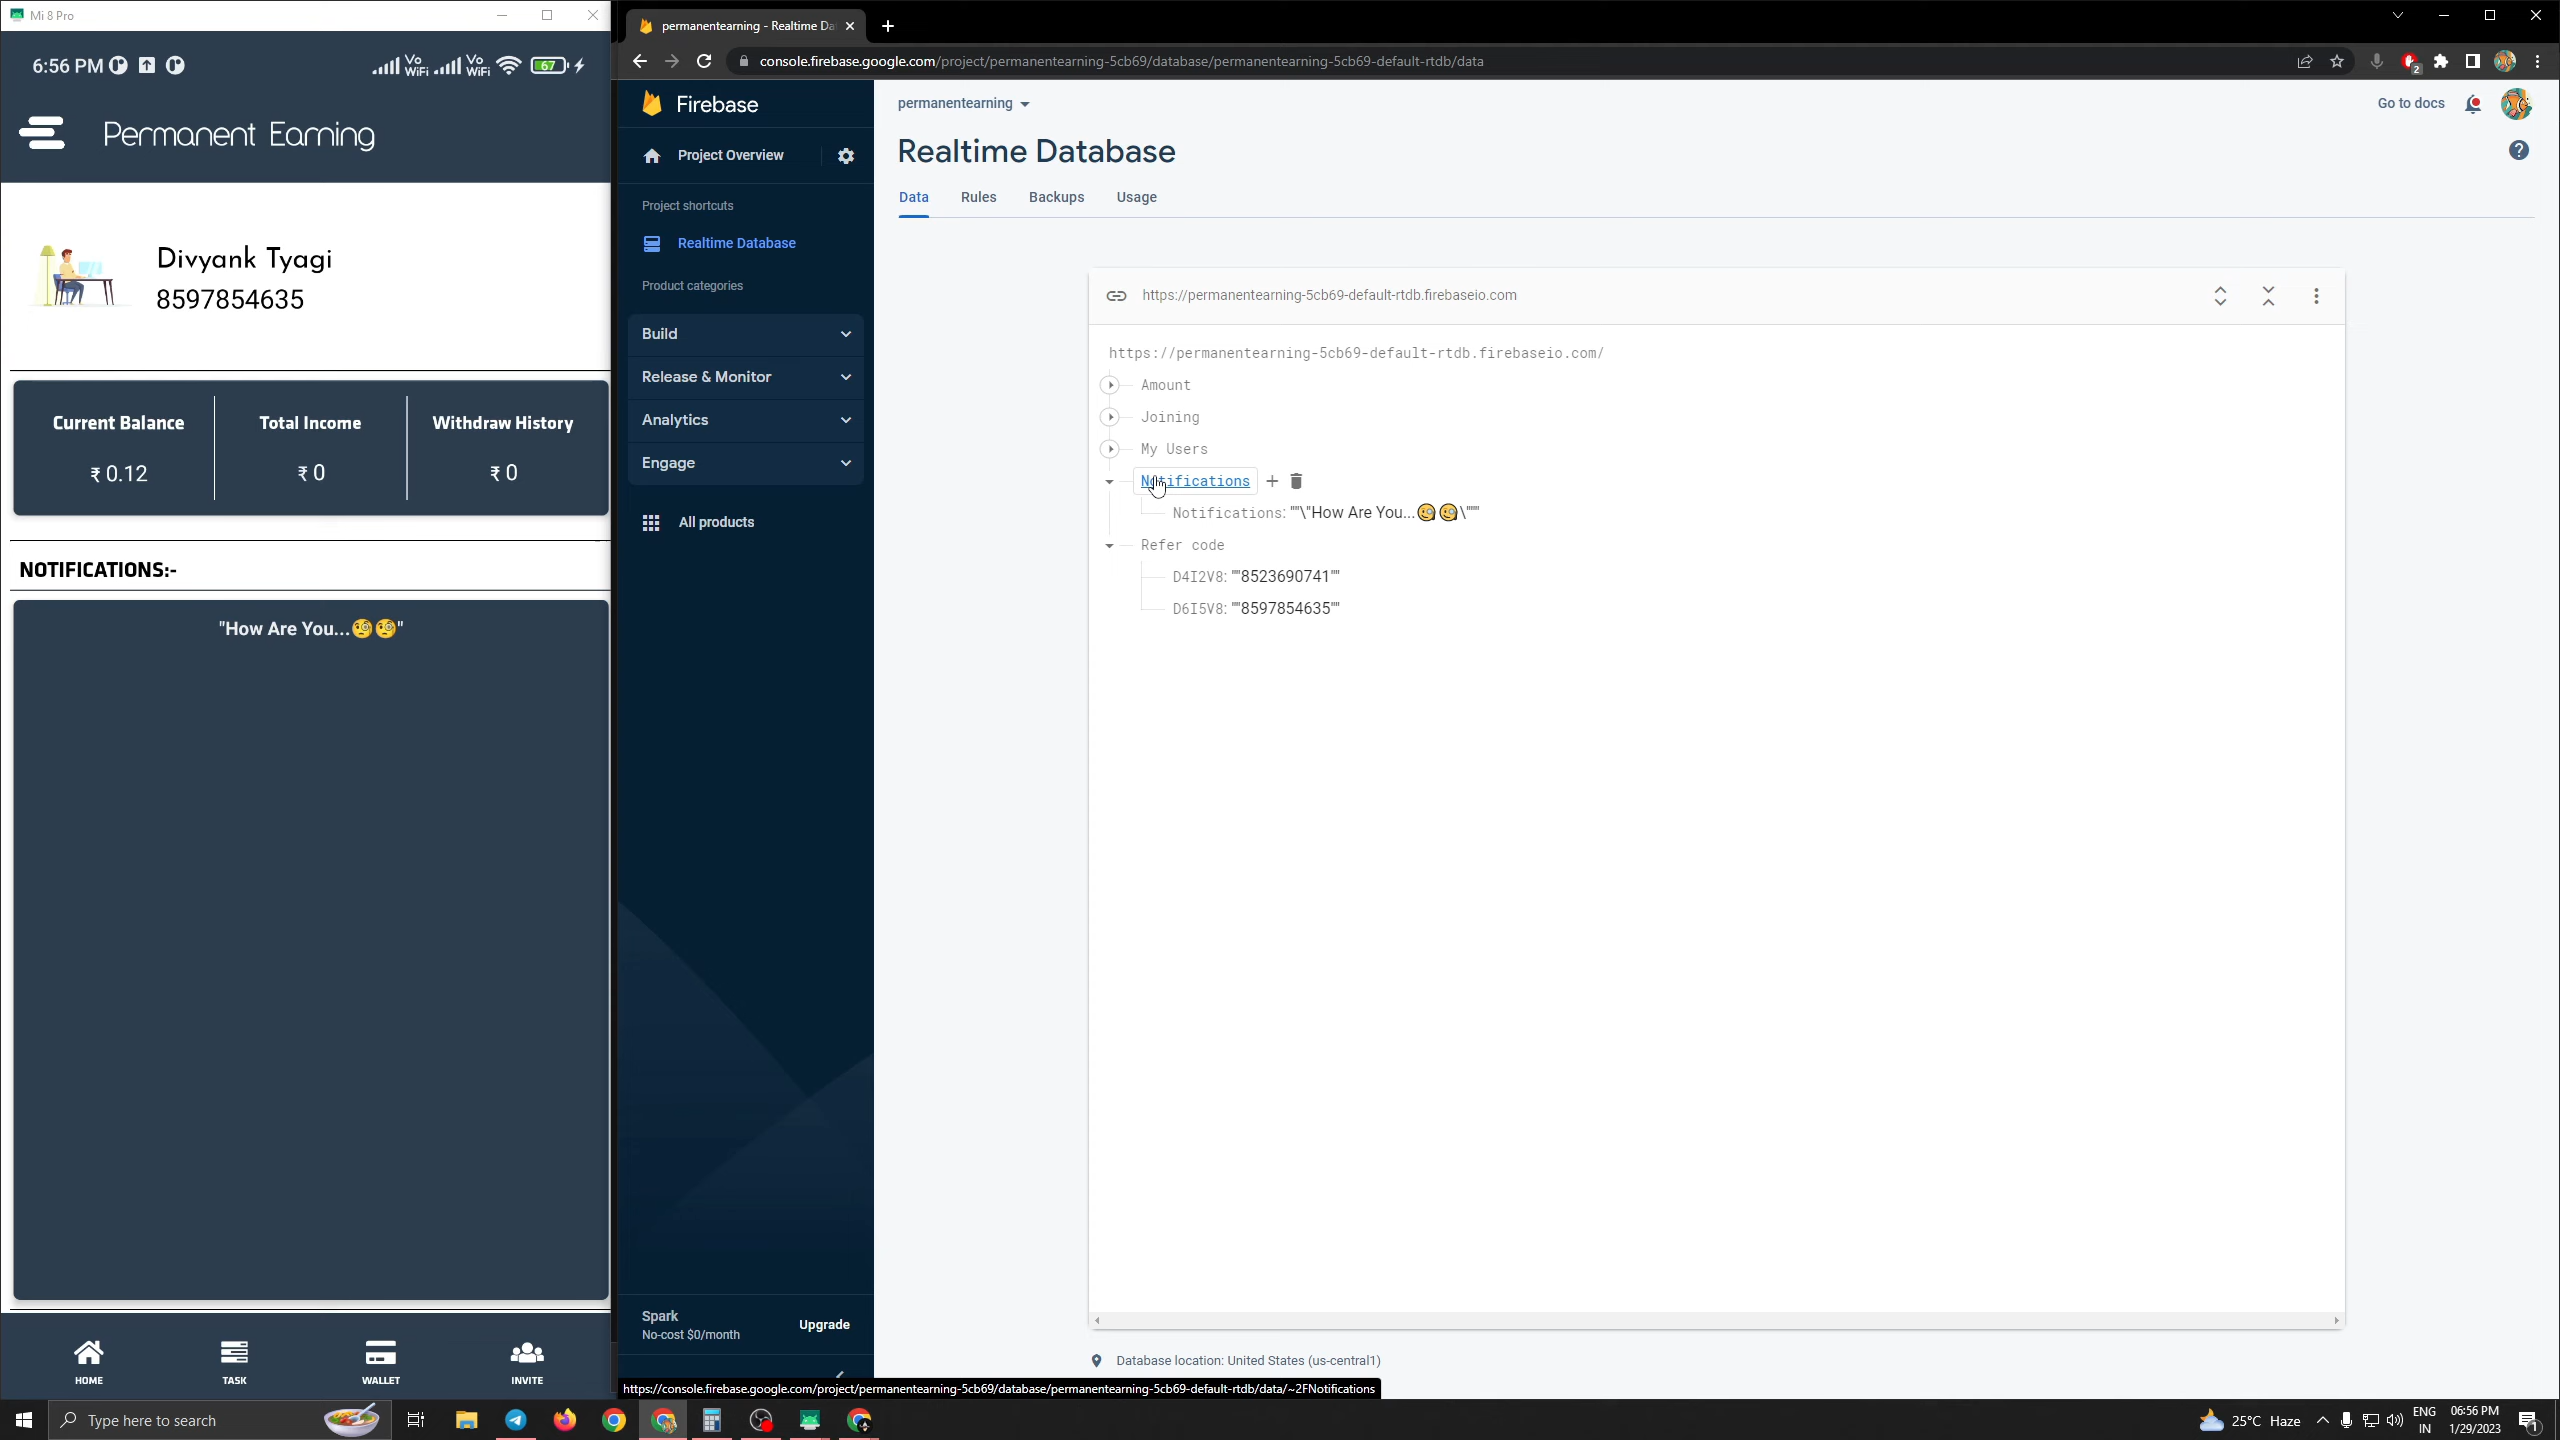 Mi 8 Pro
6:56 PM
Vo WiFi Vo WiFi 67
Permanent Earning
Divyank Tyagi
8597854635
Current Balance Total Income Withdraw History
₹ 0.12 ₹ 0 ₹ 0
NOTIFICATIONS:-
"How Are You...🧐🧐"
HOME TASK WALLET INVITE
permanentearning - Realtime Da
console.firebase.google.com/project/permanentearning-5cb69/database/permanentearning-5cb69-default-rtdb/data
2
Firebase
Project Overview
Project shortcuts
Realtime Database
Product categories
Build
Release & Monitor
Analytics
Engage
All products
Spark
No-cost $0/month
Upgrade
permanentearning
Go to docs
Realtime Database
Data Rules Backups Usage
https://permanentearning-5cb69-default-rtdb.firebaseio.com
https://permanentearning-5cb69-default-rtdb.firebaseio.com/
Amount
Joining
My Users
Notifications
Notifications: ""\"How Are You...🧐🧐\"""
Refer code
D4I2V8: ""8523690741""
D6I5V8: ""8597854635""
Database location: United States (us-central1)
https://console.firebase.google.com/project/permanentearning-5cb69/database/permanentearning-5cb69-default-rtdb/data/~2FNotifications
Type here to search
25°C Haze
ENG
IN
06:56 PM
1/29/2023
1